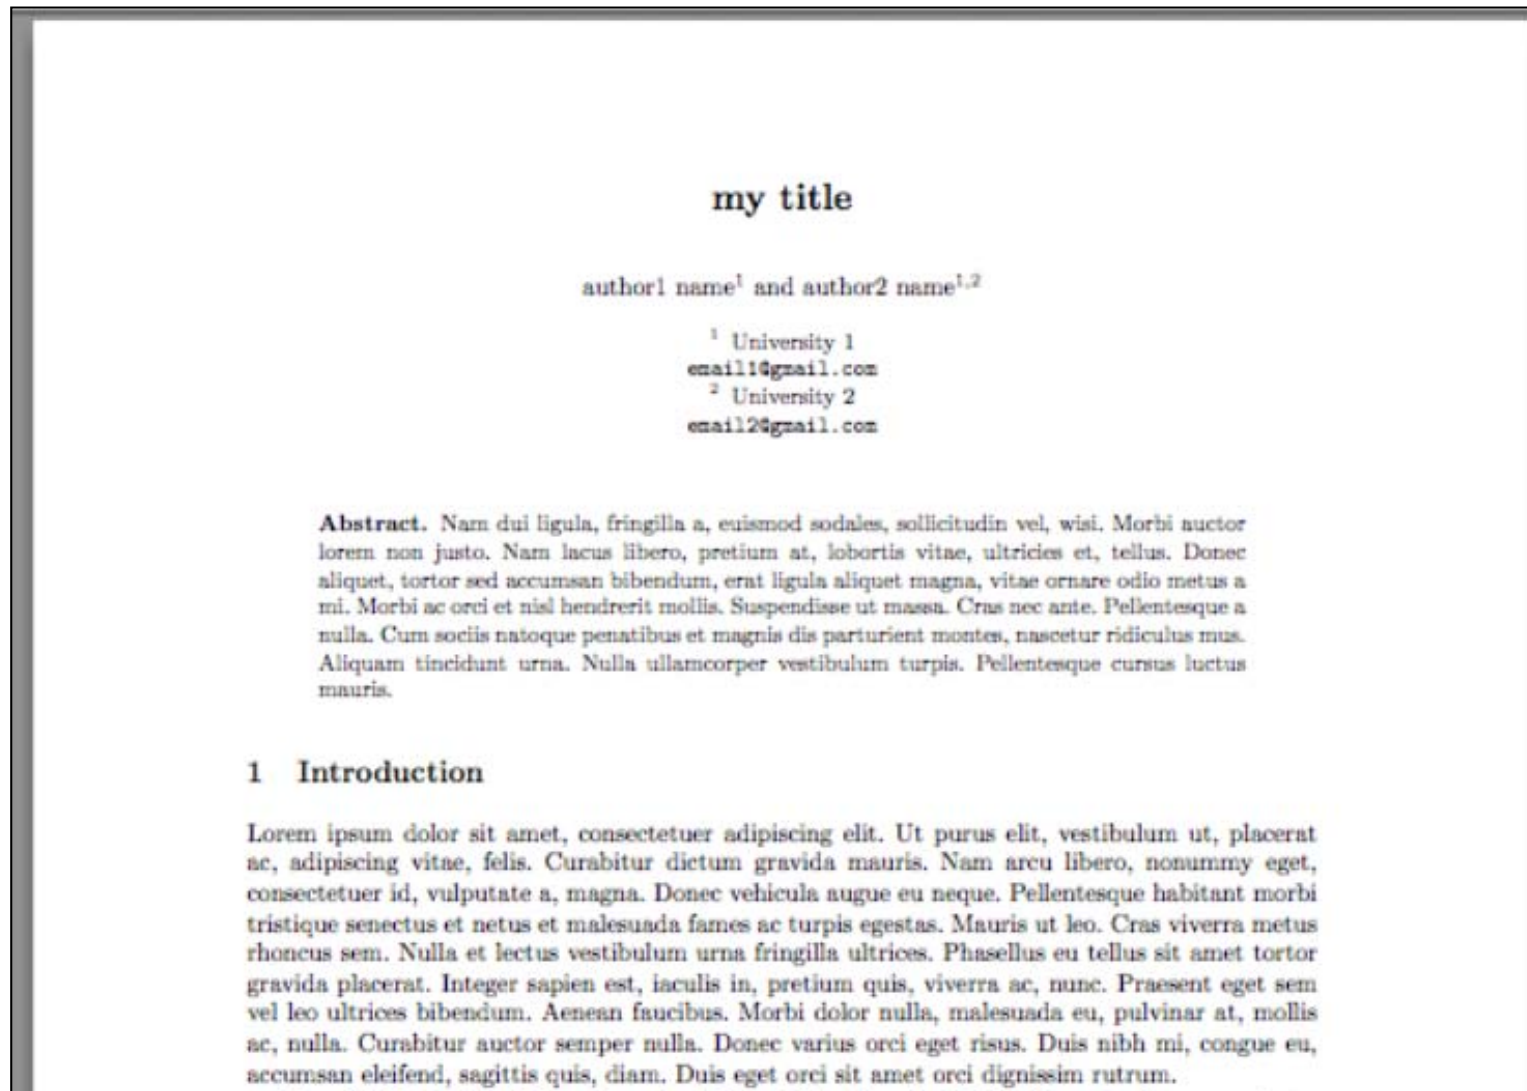 my title
author1 name¹ and author2 name¹,²
¹ University 1
email1@gmail.com
² University 2
email2@gmail.com
Abstract. Nam dui ligula, fringilla a, euismod sodales, sollicitudin vel, wisi. Morbi auctor
lorem non justo. Nam lacus libero, pretium at, lobortis vitae, ultricies et, tellus. Donec
aliquet, tortor sed accumsan bibendum, erat ligula aliquet magna, vitae ornare odio metus a
mi. Morbi ac orci et nisl hendrerit mollis. Suspendisse ut massa. Cras nec ante. Pellentesque a
nulla. Cum sociis natoque penatibus et magnis dis parturient montes, nascetur ridiculus mus.
Aliquam tincidunt urna. Nulla ullamcorper vestibulum turpis. Pellentesque cursus luctus
mauris.
1 Introduction
Lorem ipsum dolor sit amet, consectetuer adipiscing elit. Ut purus elit, vestibulum ut, placerat
ac, adipiscing vitae, felis. Curabitur dictum gravida mauris. Nam arcu libero, nonummy eget,
consectetuer id, vulputate a, magna. Donec vehicula augue eu neque. Pellentesque habitant morbi
tristique senectus et netus et malesuada fames ac turpis egestas. Mauris ut leo. Cras viverra metus
rhoncus sem. Nulla et lectus vestibulum urna fringilla ultrices. Phasellus eu tellus sit amet tortor
gravida placerat. Integer sapien est, iaculis in, pretium quis, viverra ac, nunc. Praesent eget sem
vel leo ultrices bibendum. Aenean faucibus. Morbi dolor nulla, malesuada eu, pulvinar at, mollis
ac, nulla. Curabitur auctor semper nulla. Donec varius orci eget risus. Duis nibh mi, congue eu,
accumsan eleifend, sagittis quis, diam. Duis eget orci sit amet orci dignissim rutrum.